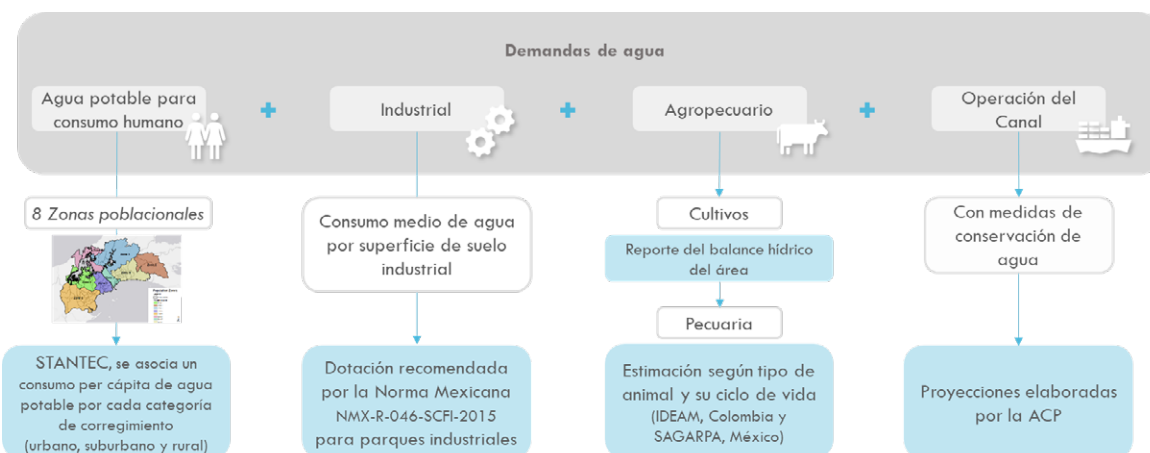 Demandas de agua
Agua potable para
consumo humano
Industrial
Agropecuario
Operación del
Canal
8 Zonas poblacionales
STANTEC, se asocia un
consumo per cápita de agua
potable por cada categoría
de corregimiento
(urbano, suburbano y rural)
Consumo medio de agua
por superficie de suelo
industrial
Dotación recomendada
por la Norma Mexicana
NMX-R-046-SCFI-2015
para parques industriales
Cultivos
Reporte del balance hídrico
del área
Pecuaria
Estimación según tipo de
animal y su ciclo de vida
(IDEAM, Colombia y
SAGARPA, México)
Con medidas de
conservación de
agua
Proyecciones elaboradas
por la ACP